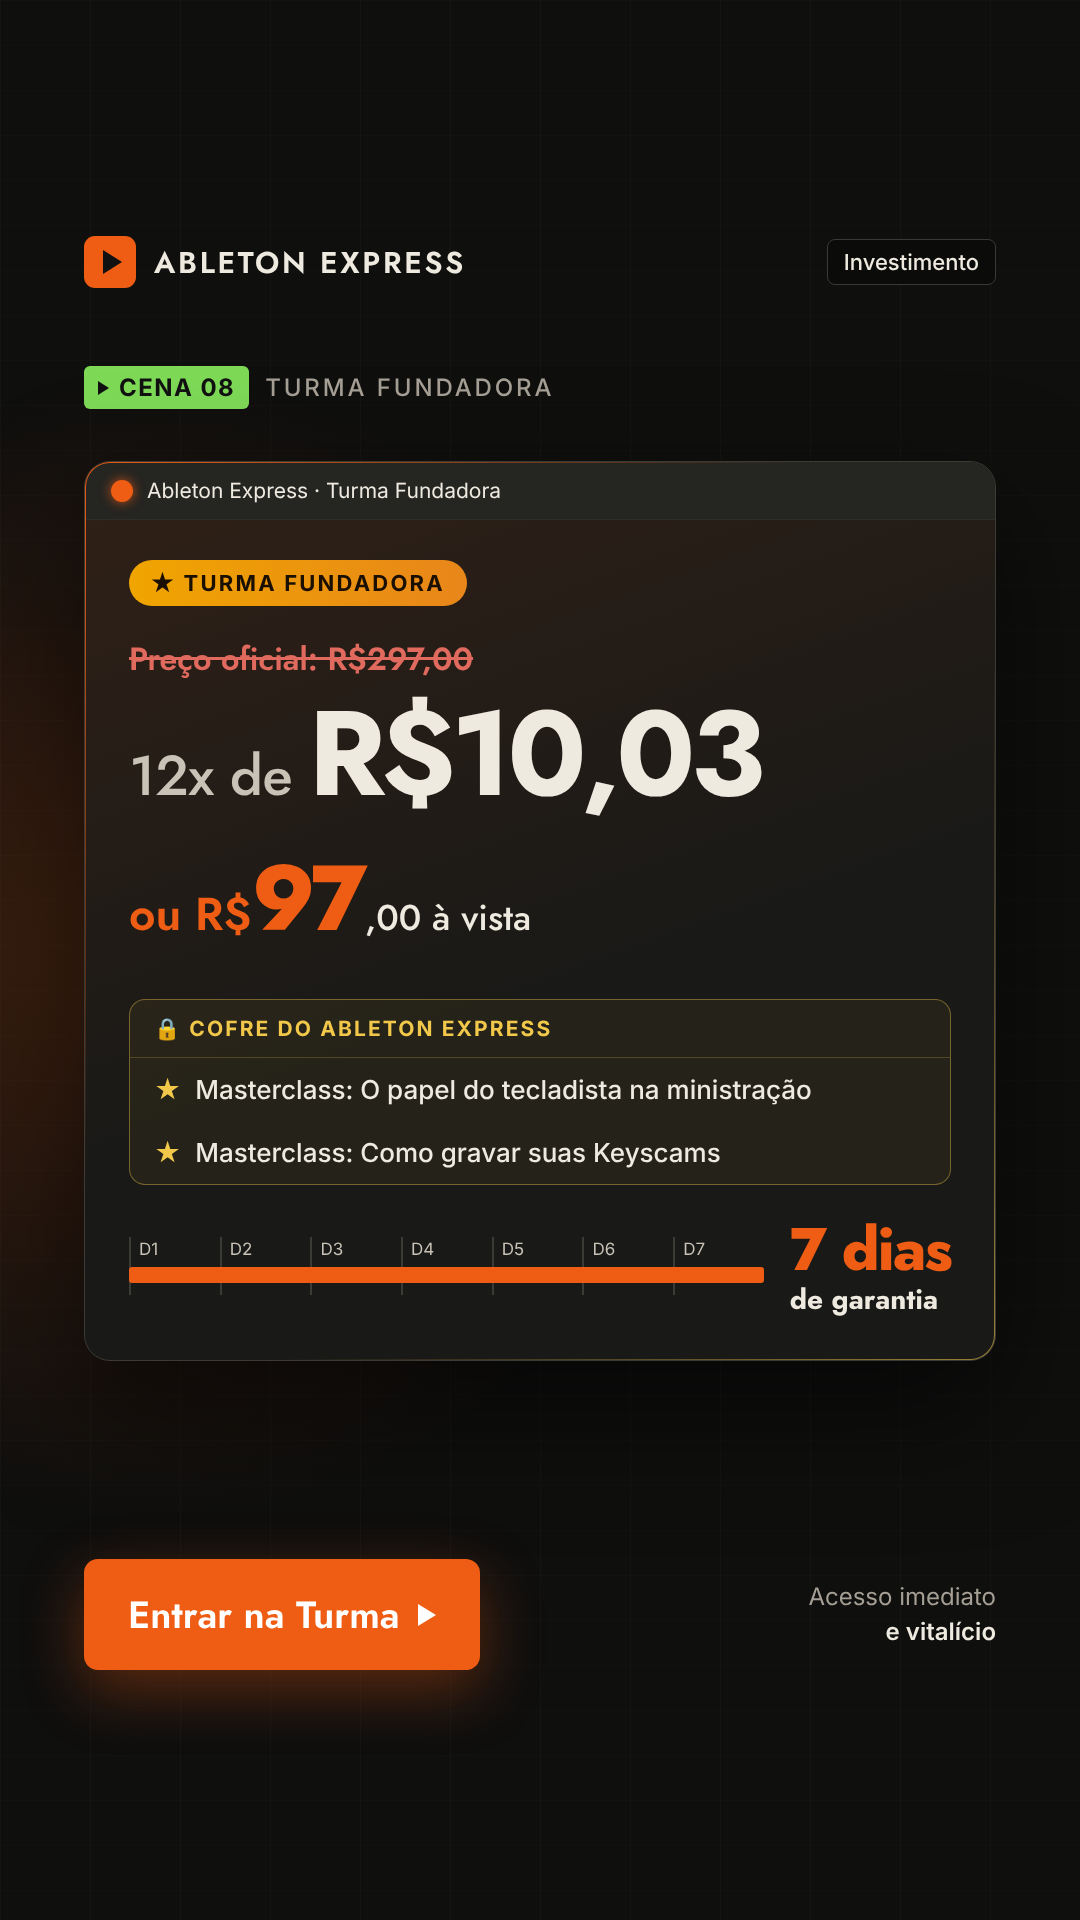 ABLETON EXPRESS
Investimento
CENA 08 TURMA FUNDADORA
Ableton Express · Turma Fundadora
★ TURMA FUNDADORA
Preço oficial: R$297,00
12x de R$10,03
ou R$97,00 à vista
🔒 COFRE DO ABLETON EXPRESS
★ Masterclass: O papel do tecladista na ministração
★ Masterclass: Como gravar suas Keyscams
D1 D2 D3 D4 D5 D6 D7
7 dias
de garantia
Entrar na Turma
Acesso imediato
e vitalício